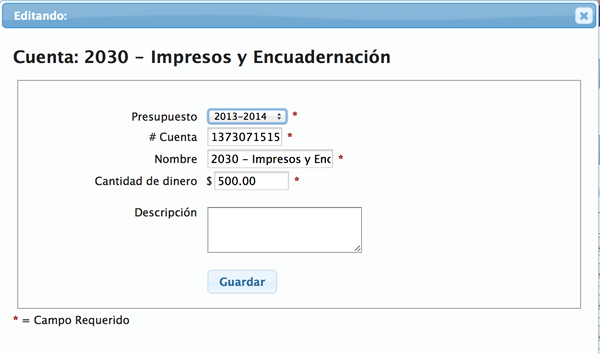 Editando:
Cuenta: 2030 - Impresos y Encuadernación
Presupuesto 2013-2014 *
# Cuenta 1373071515 *
Nombre 2030 - Impresos y Enc *
Cantidad de dinero $ 500.00 *
Descripción
Guardar
* = Campo Requerido